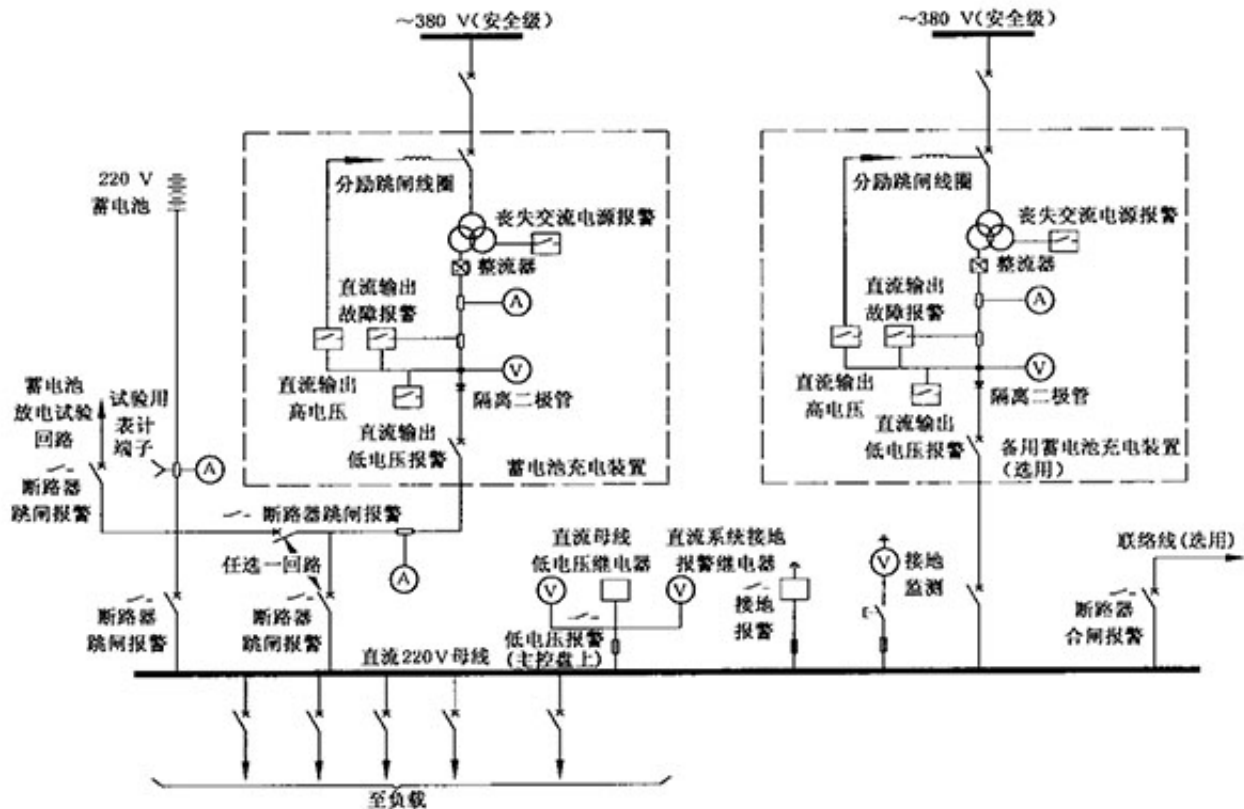 ～380 V(安全级)
～380 V(安全级)
220 V
蓄电池
分励跳闸线圈
丧失交流电源报警
整流器
直流输出
故障报警
A
V
直流输出
高电压
隔离二极管
直流输出
低电压报警
蓄电池充电装置
分励跳闸线圈
丧失交流电源报警
整流器
直流输出
故障报警
A
V
直流输出
高电压
隔离二极管
直流输出
低电压报警
备用蓄电池充电装置
(选用)
蓄电池
放电试验
回路
试验用
表计
端子
A
断路器
跳闸报警
断路器跳闸报警
A
任选一回路
断路器
跳闸报警
断路器
跳闸报警
直流母线
低电压继电器
直流系统接地
报警继电器
V
V
低电压报警
(主控盘上)
接地
报警
V
接地
监测
联络线(选用)
断路器
合闸报警
直流220V母线
至负载